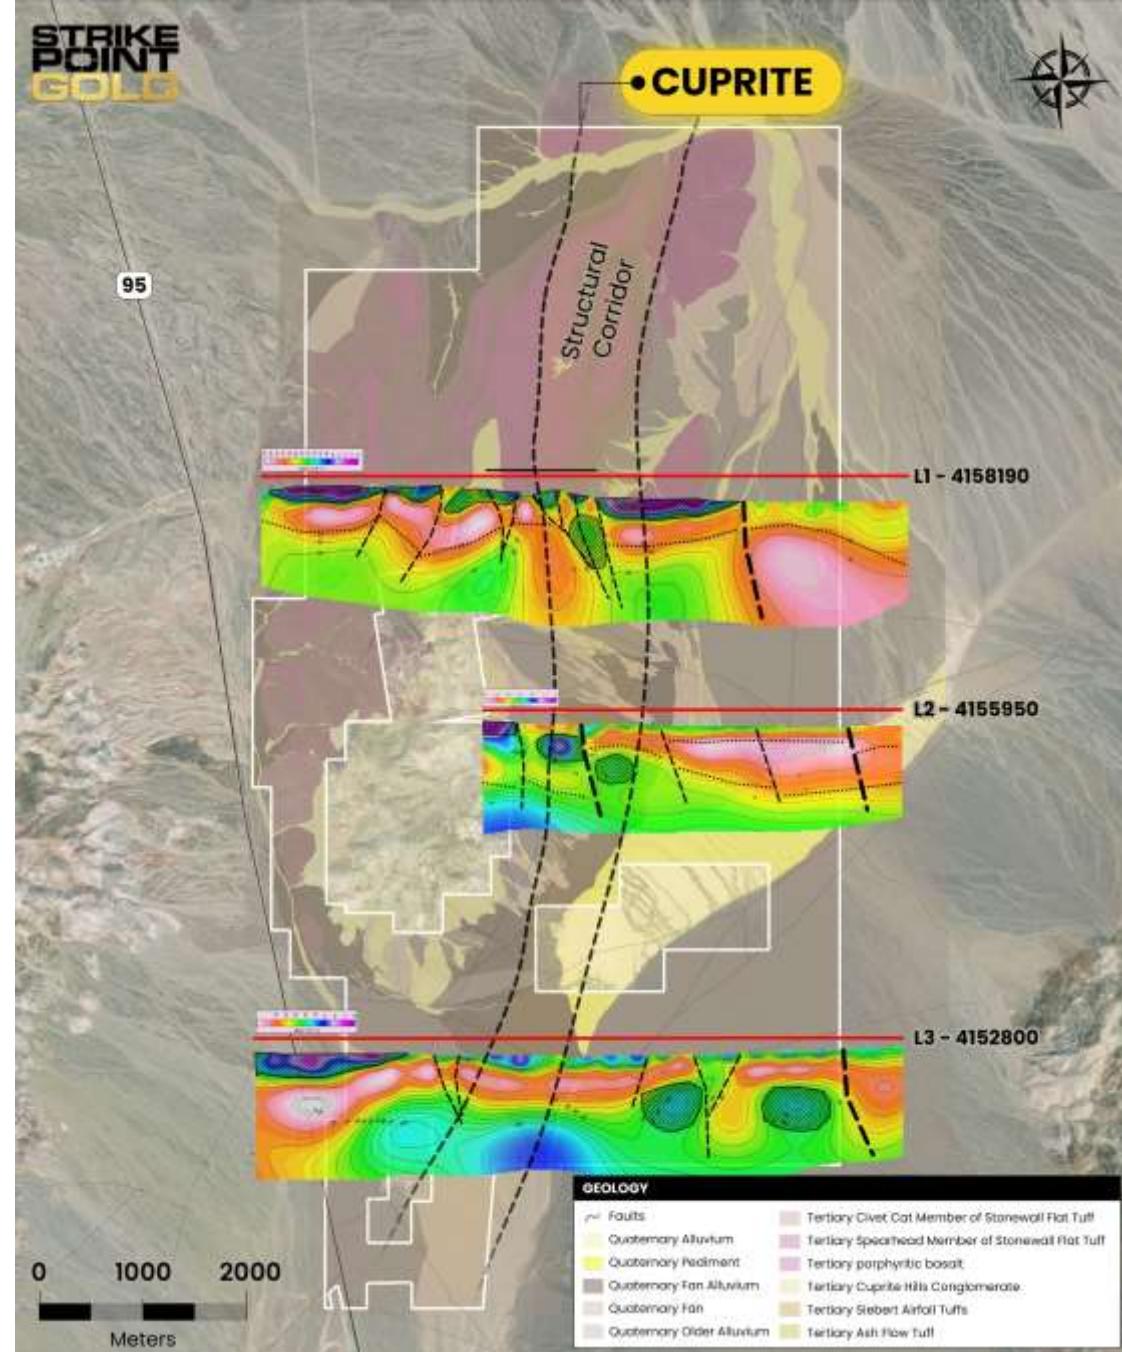 STRIKE
POINT
GOLD
CUPRITE
95
Structural
Corridor
L1 - 4158190
L2 - 4155950
L3 - 4152800
GEOLOGY
Faults
Quaternary Alluvium
Quaternary Pediment
Quaternary Fan Alluvium
Quaternary Fan
Quaternary Older Alluvium
Tertiary Civet Cat Member of Stonewall Flat Tuff
Tertiary Spearhead Member of Stonewall Flat Tuff
Tertiary porphyritic basalt
Tertiary Cuprite Hills Conglomerate
Tertiary Siebert Airfall Tuffs
Tertiary Ash Flow Tuff
0 1000 2000
Meters